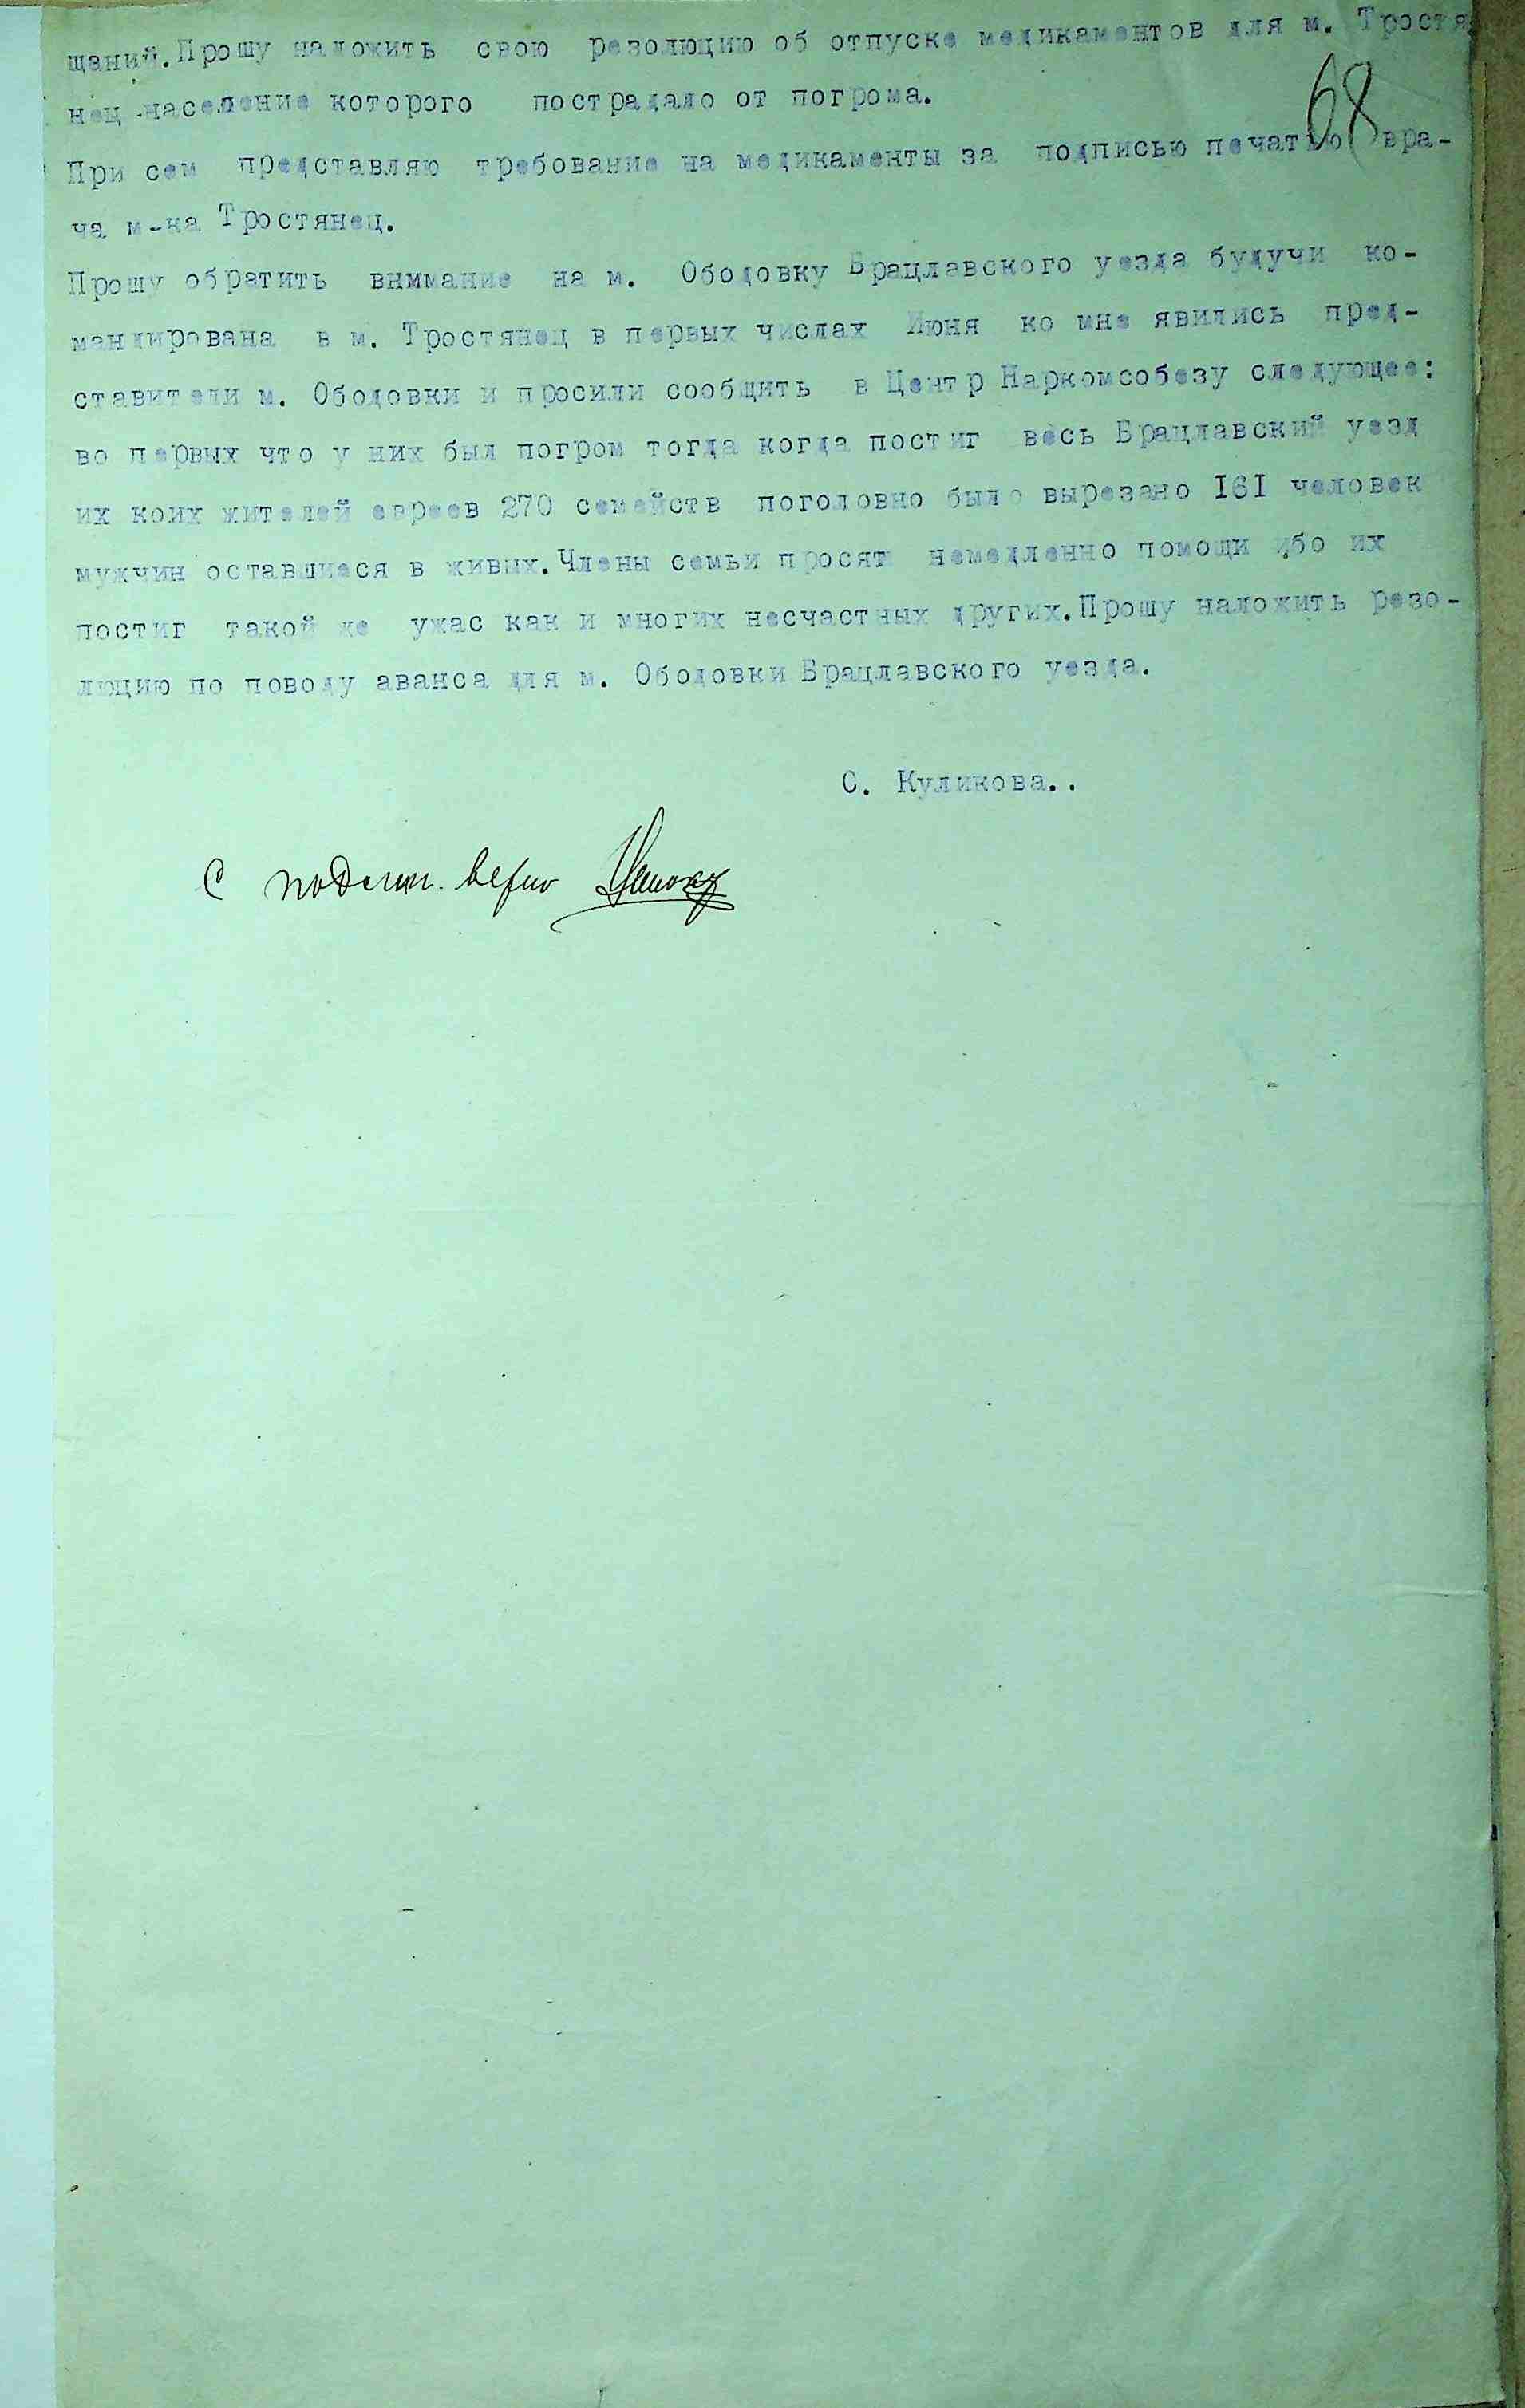 щаний.Прошу наложить свою резолюцию об отпуске медикаментов для м. Тростя
нец население которого пострадало от погрома.
68
При сем представляю требование на медикаменты за подписью печатью вра-
ча м-ка Тростянец.
Прошу обратить внимание на м. Ободовку Брацлавского уезда будучи ко-
мандирована в м. Тростянец в первых числах Июня ко мне явились пред-
ставители м. Ободовки и просили сообщить в Центр Наркомсобезу следующее:
во первых что у них был погром тогда когда постиг весь Брацлавский уезд
их коих жителей евреев 270 семейств поголовно было вырезано I6I человек
мужчин оставшиеся в живых.Члены семьи просят немедленно помощи ибо их
постиг такой же ужас как и многих несчастных других.Прошу наложить резо-
люцию по поводу аванса для м. Ободовки Брацлавского уезда.
С. Куликова..
С подлин. верно